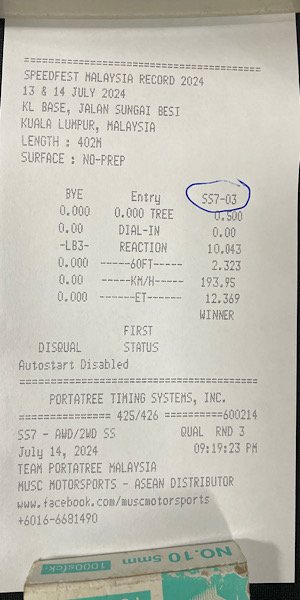 ==========================================
SPEEDFEST MALAYSIA RECORD 2024
13 & 14 JULY 2024
KL BASE, JALAN SUNGAI BESI
KUALA LUMPUR, MALAYSIA
LENGTH : 402M
SURFACE : NO-PREP
BYE Entry SS7-03
0.000 0.000 TREE 0.500
0.00 DIAL-IN 0.00
-LB3- REACTION 10.043
0.000 ------60FT------ 2.323
0.00 ------KM/H------ 193.95
0.000 -------ET------- 12.369
WINNER
FIRST
DISQUAL STATUS
Autostart Disabled
==========================================
PORTATREE TIMING SYSTEMS, INC.
================ 425/426 ==========600214
SS7 - AWD/2WD SS QUAL RND 3
July 14, 2024 09:19:23 PM
TEAM PORTATREE MALAYSIA
MUSC MOTORSPORTS - ASEAN DISTRIBUTOR
www.facebook.com/muscmotorsports
+6016-6681490
NO.10 5mm
1000sfck.